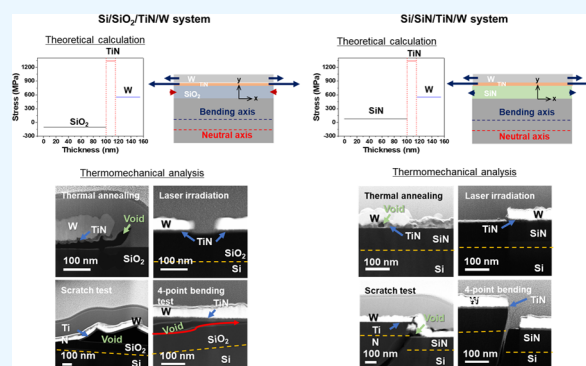 Si/SiO2/TiN/W system
Theoretical calculation
TiN
Stress (MPa)
1200
900
600
300
0
-300
SiO2
W
0 20 40 60 80 100 120 140 160
Thickness (nm)
W
TiN
SiO2
y
x
Bending axis
Neutral axis
Thermomechanical analysis
Thermal annealing
Void
W
TiN
SiO2
100 nm
Laser irradiation
W
TiN
SiO2
Si
100 nm
Scratch test
W
Ti
N
Void
SiO2
Si
100 nm
4-point bending
test
TiN
W
Void
SiO2
Si
100 nm
Si/SiN/TiN/W system
Theoretical calculation
TiN
Stress (MPa)
1200
900
600
300
0
-300
SiN
W
0 20 40 60 80 100 120 140 160
Thickness (nm)
W
TiN
SiN
y
x
Bending axis
Neutral axis
Thermomechanical analysis
Thermal annealing
Void
W
TiN
SiN
Si
100 nm
Laser irradiation
W
TiN
SiN
Si
100 nm
Scratch test
W
Ti
N
Void
SiN
Si
100 nm
4-point bending
W
TiN
SiN
Si
100 nm